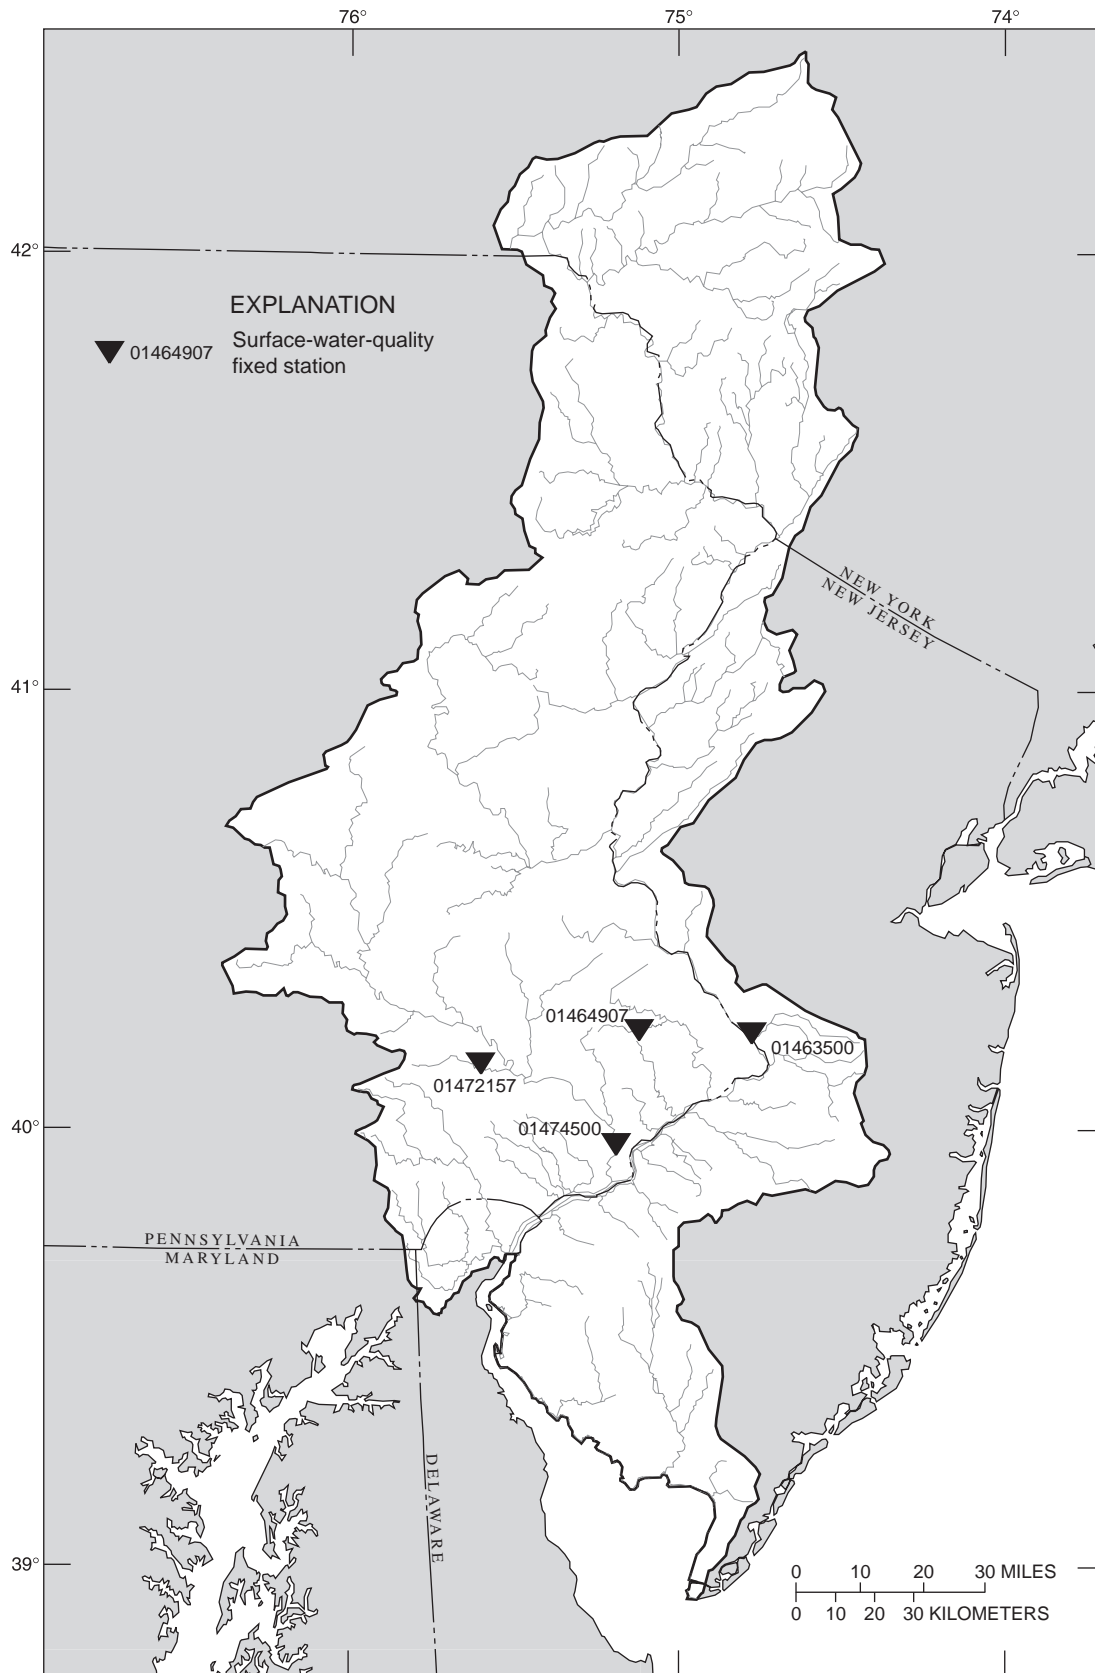 76°
75°
74°
42°
EXPLANATION
01464907
Surface-water-quality
fixed station
NEW YORK
NEW JERSEY
41°
01464907
01463500
01472157
40°
01474500
PENNSYLVANIA
MARYLAND
DELAWARE
39°
0 10 20 30 MILES
0 10 20 30 KILOMETERS